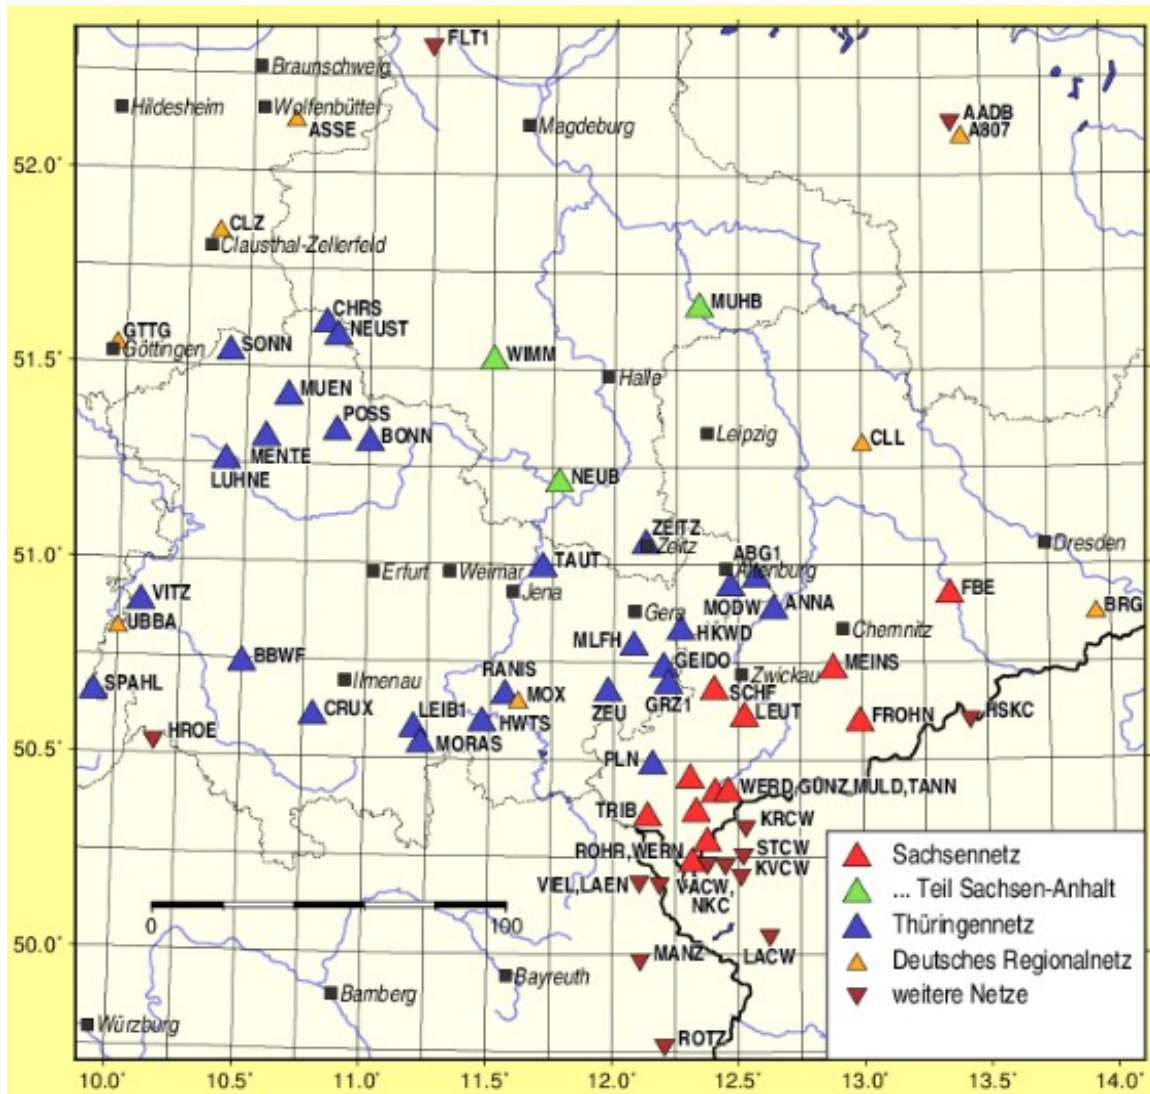 FLT1
Braunschweig
Hildesheim
Wolfenbüttel
ASSE
Magdeburg
AADB
A807
52.0°
CLZ
Clausthal-Zellerfeld
CHRS
NEUST
MUHB
GTTG
Göttingen
SONN
51.5°
WIMM
Halle
MUEN
POSS
BONN
MENTE
LUHNE
Leipzig
CLL
NEUB
ZEITZ
Zeitz
51.0°
TAUT
ABG1
Altenburg
Dresden
Erfurt
Weimar
Jena
MODW
ANNA
FBE
VITZ
UBBA
Gera
HKWD
BRG
Chemnitz
MLFH
BBWF
GEIDO
MEINS
SPAHL
Ilmenau
RANIS
MOX
Zwickau
SCHF
GRZ1
CRUX
LEIB1
HWTS
ZEU
LEUT
FROHN
HSKC
HROE
MORAS
50.5°
PLN
WERD,GÜNZ,MULD,TANN
TRIB
KRCW
ROHR,WERN
STCW
KVCW
VIEL,LAEN
VACW,
NKC
0
100
50.0°
MANZ
LACW
Bayreuth
Bamberg
Würzburg
ROTZ
Sachsennetz
... Teil Sachsen-Anhalt
Thüringennetz
Deutsches Regionalnetz
weitere Netze
10.0° 10.5° 11.0° 11.5° 12.0° 12.5° 13.0° 13.5° 14.0°